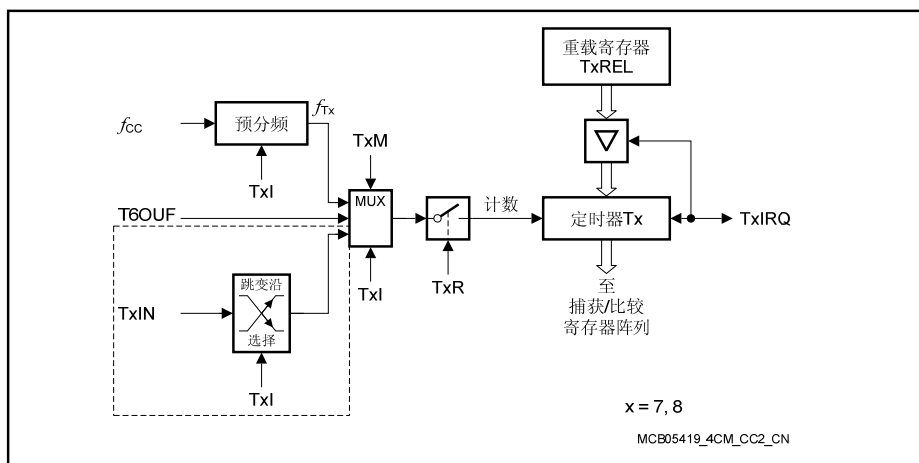 重载寄存器
TxREL
fCC
预分频
fTx
TxI
TxM
MUX
T6OUF
TxI
TxR
计数
定时器Tx
TxIRQ
至
捕获/比较
寄存器阵列
TxIN
跳变沿
选择
TxI
x = 7, 8
MCB05419_4CM_CC2_CN